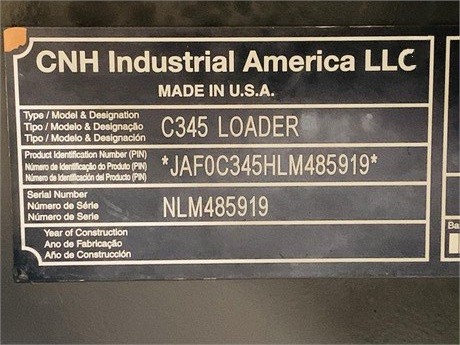 CNH Industrial America LLC
MADE IN U.S.A.
Type / Model & Designation
Tipo / Modelo & Designação
Tipo / Modelo & Designación
C345 LOADER
Product Identification Number (PIN)
Número de Identificação do Produto (PIN)
Número de Identificación del Producto (PIN)
*JAF0C345HLM485919*
Serial Number
Número de Série
Número de Serie
NLM485919
Year of Construction
Ano de Fabricação
Año de Construcción
Ba